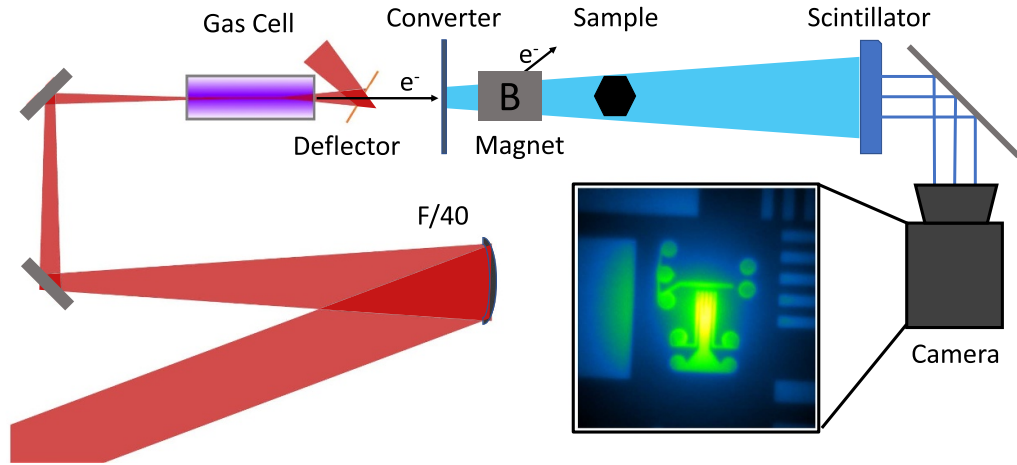 Gas Cell
Converter
Sample
Scintillator
e-
e-
B
Deflector
Magnet
F/40
Camera